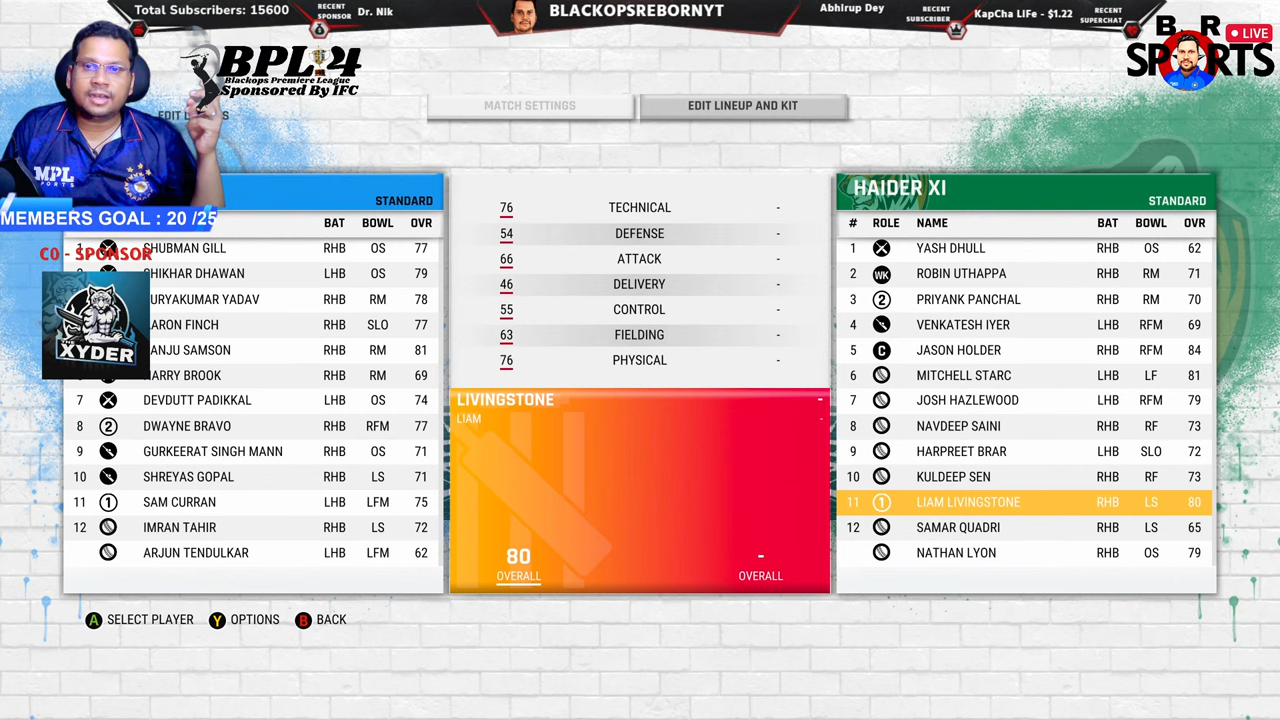 Total Subscribers: 15600
RECENT SPONSOR
Dr. Nik
BLACKOPSREBORNYT
Abhirup Dey
RECENT SUBSCRIBER
KapCha LiFe - $1.22
RECENT SUPERCHAT
B R
SPORTS
LIVE
BPL 4
Blackops Premiere League
Sponsored By IFC
MATCH SETTINGS
EDIT LINEUP AND KIT
MPL
SPORTS
MEMBERS GOAL : 20 /25
C0 - SPONSOR
XYDER
STANDARD
BAT BOWL OVR
1 SHUBMAN GILL RHB OS 77
SHIKHAR DHAWAN LHB OS 79
SURYAKUMAR YADAV RHB RM 78
AARON FINCH RHB SLO 77
SANJU SAMSON RHB RM 81
HARRY BROOK RHB RM 69
7 DEVDUTT PADIKKAL LHB OS 74
8 2 DWAYNE BRAVO RHB RFM 77
9 GURKEERAT SINGH MANN RHB OS 71
10 SHREYAS GOPAL RHB LS 71
11 1 SAM CURRAN LHB LFM 75
12 IMRAN TAHIR RHB LS 72
ARJUN TENDULKAR LHB LFM 62
76 TECHNICAL -
54 DEFENSE -
66 ATTACK -
46 DELIVERY -
55 CONTROL -
63 FIELDING -
76 PHYSICAL -
LIVINGSTONE -
LIAM -
80 -
OVERALL OVERALL
HAIDER XI
STANDARD
# ROLE NAME BAT BOWL OVR
1 YASH DHULL RHB OS 62
2 WK ROBIN UTHAPPA RHB RM 71
3 2 PRIYANK PANCHAL RHB RM 70
4 VENKATESH IYER LHB RFM 69
5 C JASON HOLDER RHB RFM 84
6 MITCHELL STARC LHB LF 81
7 JOSH HAZLEWOOD LHB RFM 79
8 NAVDEEP SAINI RHB RF 73
9 HARPREET BRAR LHB SLO 72
10 KULDEEP SEN RHB RF 73
11 1 LIAM LIVINGSTONE RHB LS 80
12 SAMAR QUADRI RHB LS 65
NATHAN LYON RHB OS 79
A SELECT PLAYER Y OPTIONS B BACK